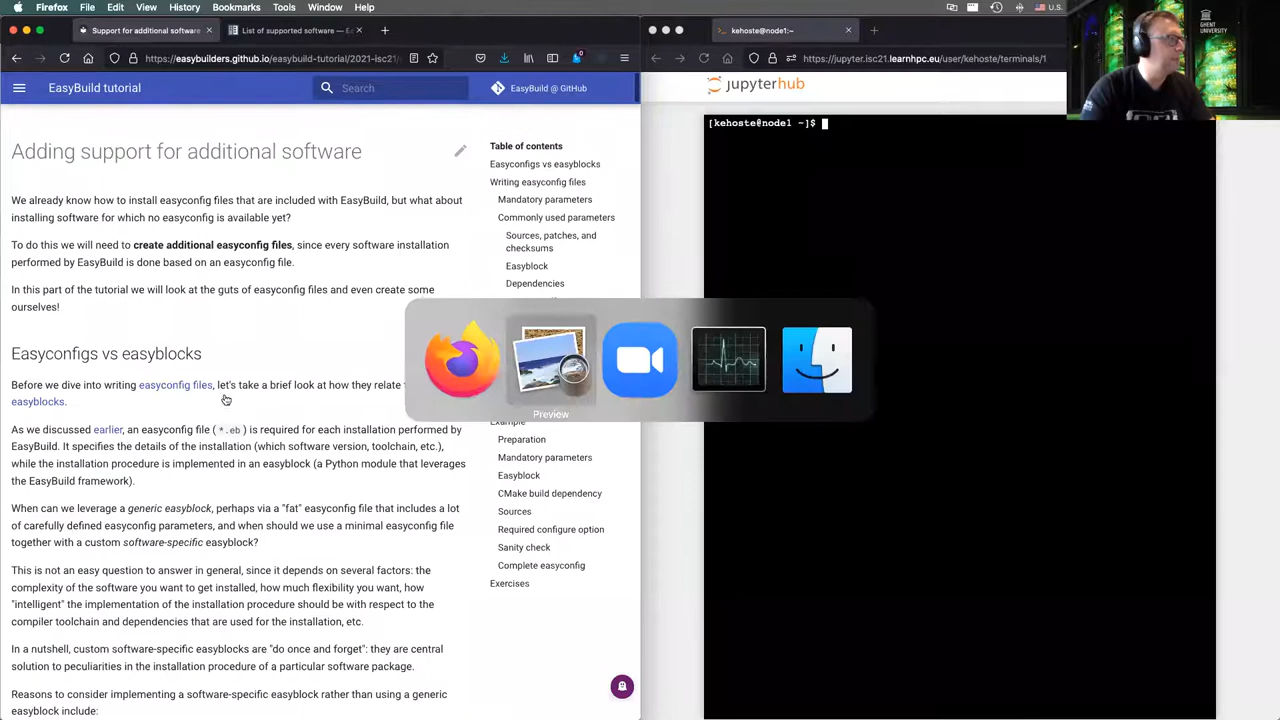 Firefox File Edit View History Bookmarks Tools Window Help
U.S.
GHENT
UNIVERSITY
Support for additional software
List of supported software —
kehoste@node1:~
https://easybuilders.github.io/easybuild-tutorial/2021-isc21
https://jupyter.isc21.learnhpc.eu/user/kehoste/terminals/1
EasyBuild tutorial
Search
EasyBuild @ GitHub
jupyterhub
[kehoste@node1 ~]$
Adding support for additional software
We already know how to install easyconfig files that are included with EasyBuild, but what about
installing software for which no easyconfig is available yet?
To do this we will need to create additional easyconfig files, since every software installation
performed by EasyBuild is done based on an easyconfig file.
In this part of the tutorial we will look at the guts of easyconfig files and even create some
ourselves!
Easyconfigs vs easyblocks
Before we dive into writing easyconfig files, let's take a brief look at how they relate
easyblocks.
As we discussed earlier, an easyconfig file (*.eb) is required for each installation performed by
EasyBuild. It specifies the details of the installation (which software version, toolchain, etc.),
while the installation procedure is implemented in an easyblock (a Python module that leverages
the EasyBuild framework).
When can we leverage a generic easyblock, perhaps via a "fat" easyconfig file that includes a lot
of carefully defined easyconfig parameters, and when should we use a minimal easyconfig file
together with a custom software-specific easyblock?
This is not an easy question to answer in general, since it depends on several factors: the
complexity of the software you want to get installed, how much flexibility you want, how
"intelligent" the implementation of the installation procedure should be with respect to the
compiler toolchain and dependencies that are used for the installation, etc.
In a nutshell, custom software-specific easyblocks are "do once and forget": they are central
solution to peculiarities in the installation procedure of a particular software package.
Reasons to consider implementing a software-specific easyblock rather than using a generic
easyblock include:
Table of contents
Easyconfigs vs easyblocks
Writing easyconfig files
Mandatory parameters
Commonly used parameters
Sources, patches, and
checksums
Easyblock
Dependencies
Preview
Example
Preparation
Mandatory parameters
Easyblock
CMake build dependency
Sources
Required configure option
Sanity check
Complete easyconfig
Exercises